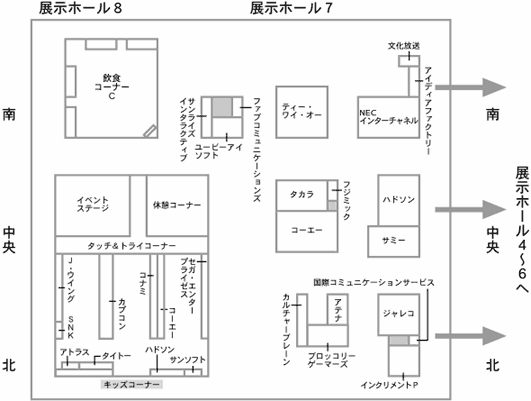 展示ホール8
展示ホール7
文化放送
アイディアファクトリー
飲食
コーナー
C
サンライズ
インタラクティブ
ファブコミュニケーションズ
ユービーアイ
ソフト
ティー・
ワイ・オー
NEC
インターチャネル
南
南
イベント
ステージ
休憩コーナー
タッチ＆トライコーナー
タカラ
フジミック
コーエー
ハドソン
サミー
中央
中央
展示ホール4～6へ
J・ウイング
SNK
カプコン
コナミ
コーエー
セガ・エンター
プライゼス
アトラス
タイトー
ハドソン
サンソフト
キッズコーナー
国際コミュニケーションサービス
カルチャーブレーン
アテナ
ブロッコリー
ゲーマーズ
ジャレコ
インクリメントP
北
北